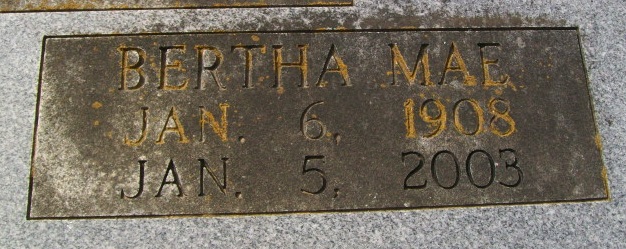 BERTHA MAE
JAN. 6, 1908
JAN. 5, 2003